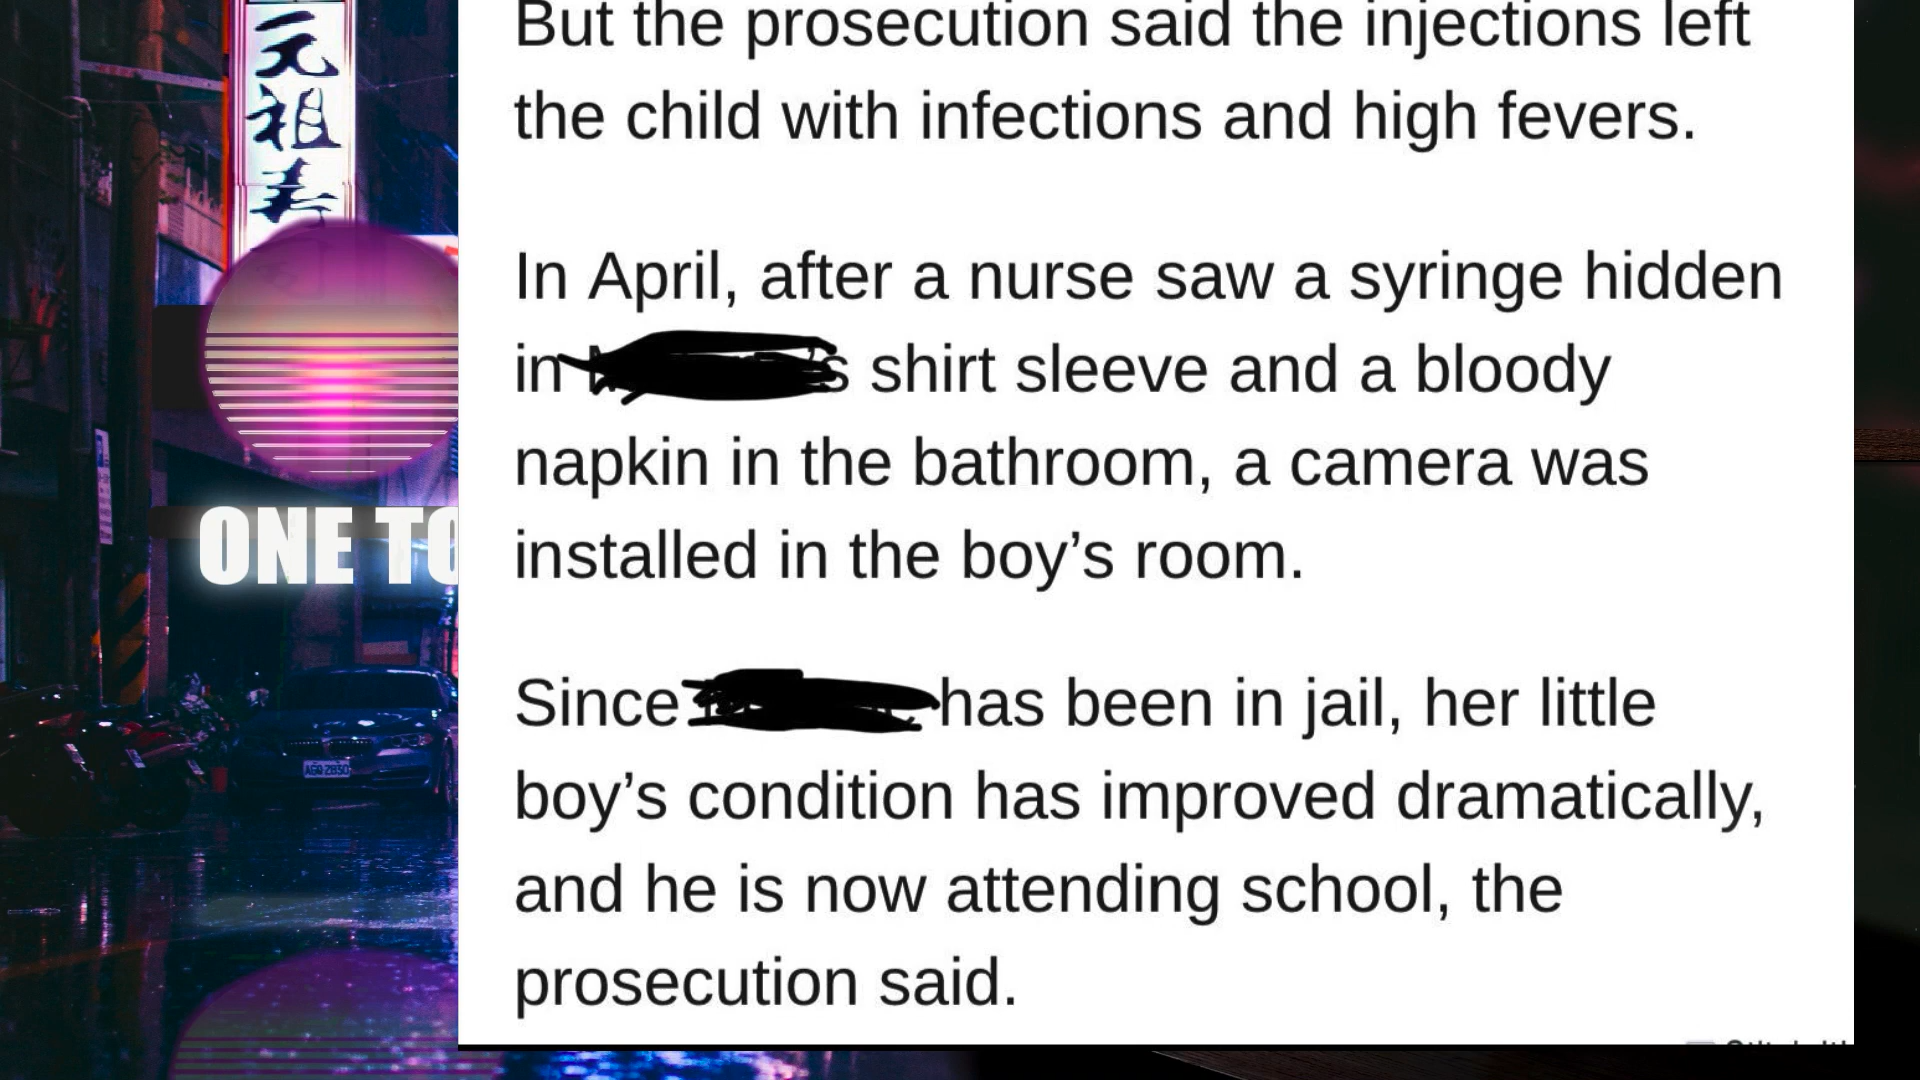 元
祖
ONE TO
But the prosecution said the injections left
the child with infections and high fevers.
In April, after a nurse saw a syringe hidden
in 's shirt sleeve and a bloody
napkin in the bathroom, a camera was
installed in the boy’s room.
Since has been in jail, her little
boy’s condition has improved dramatically,
and he is now attending school, the
prosecution said.